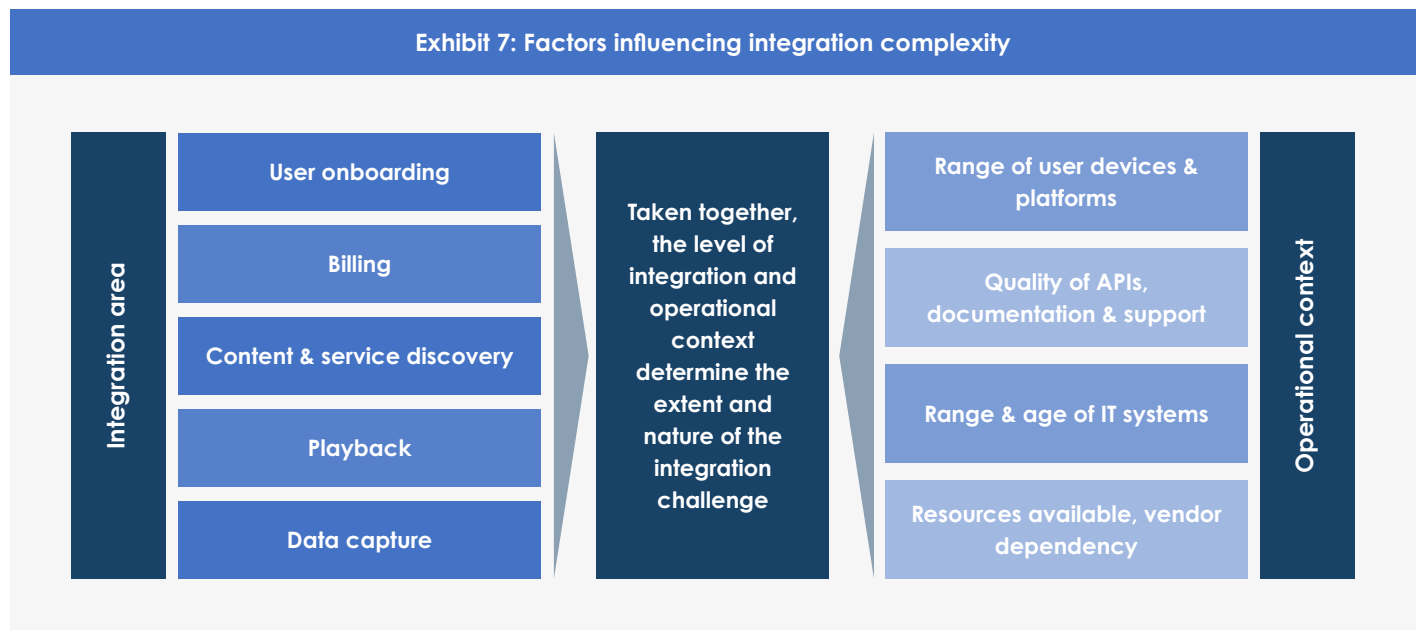 Exhibit 7: Factors influencing integration complexity
Integration area
User onboarding
Billing
Content & service discovery
Playback
Data capture
Taken together,
the level of
integration and
operational
context
determine the
extent and
nature of the
integration
challenge
Range of user devices &
platforms
Quality of APIs,
documentation & support
Range & age of IT systems
Resources available, vendor
dependency
Operational context